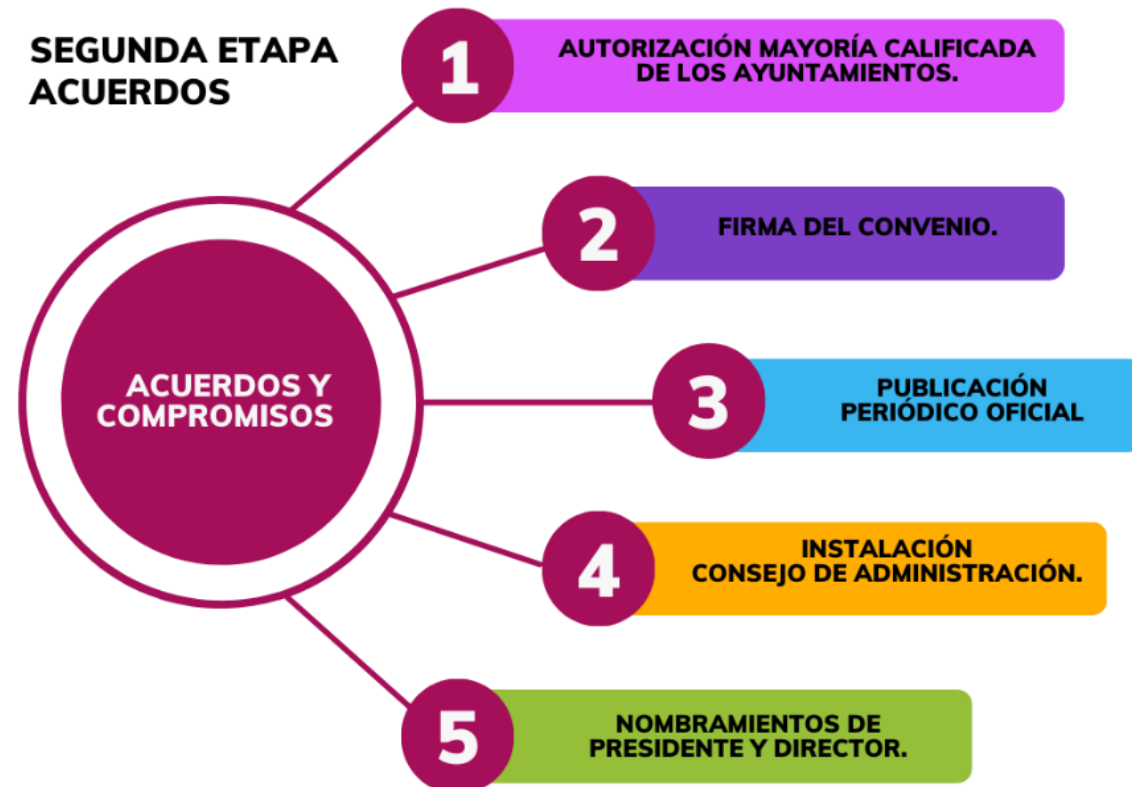 SEGUNDA ETAPA
ACUERDOS
ACUERDOS Y
COMPROMISOS
1
AUTORIZACIÓN MAYORÍA CALIFICADA
DE LOS AYUNTAMIENTOS.
2
FIRMA DEL CONVENIO.
3
PUBLICACIÓN
PERIÓDICO OFICIAL
4
INSTALACIÓN
CONSEJO DE ADMINISTRACIÓN.
5
NOMBRAMIENTOS DE
PRESIDENTE Y DIRECTOR.